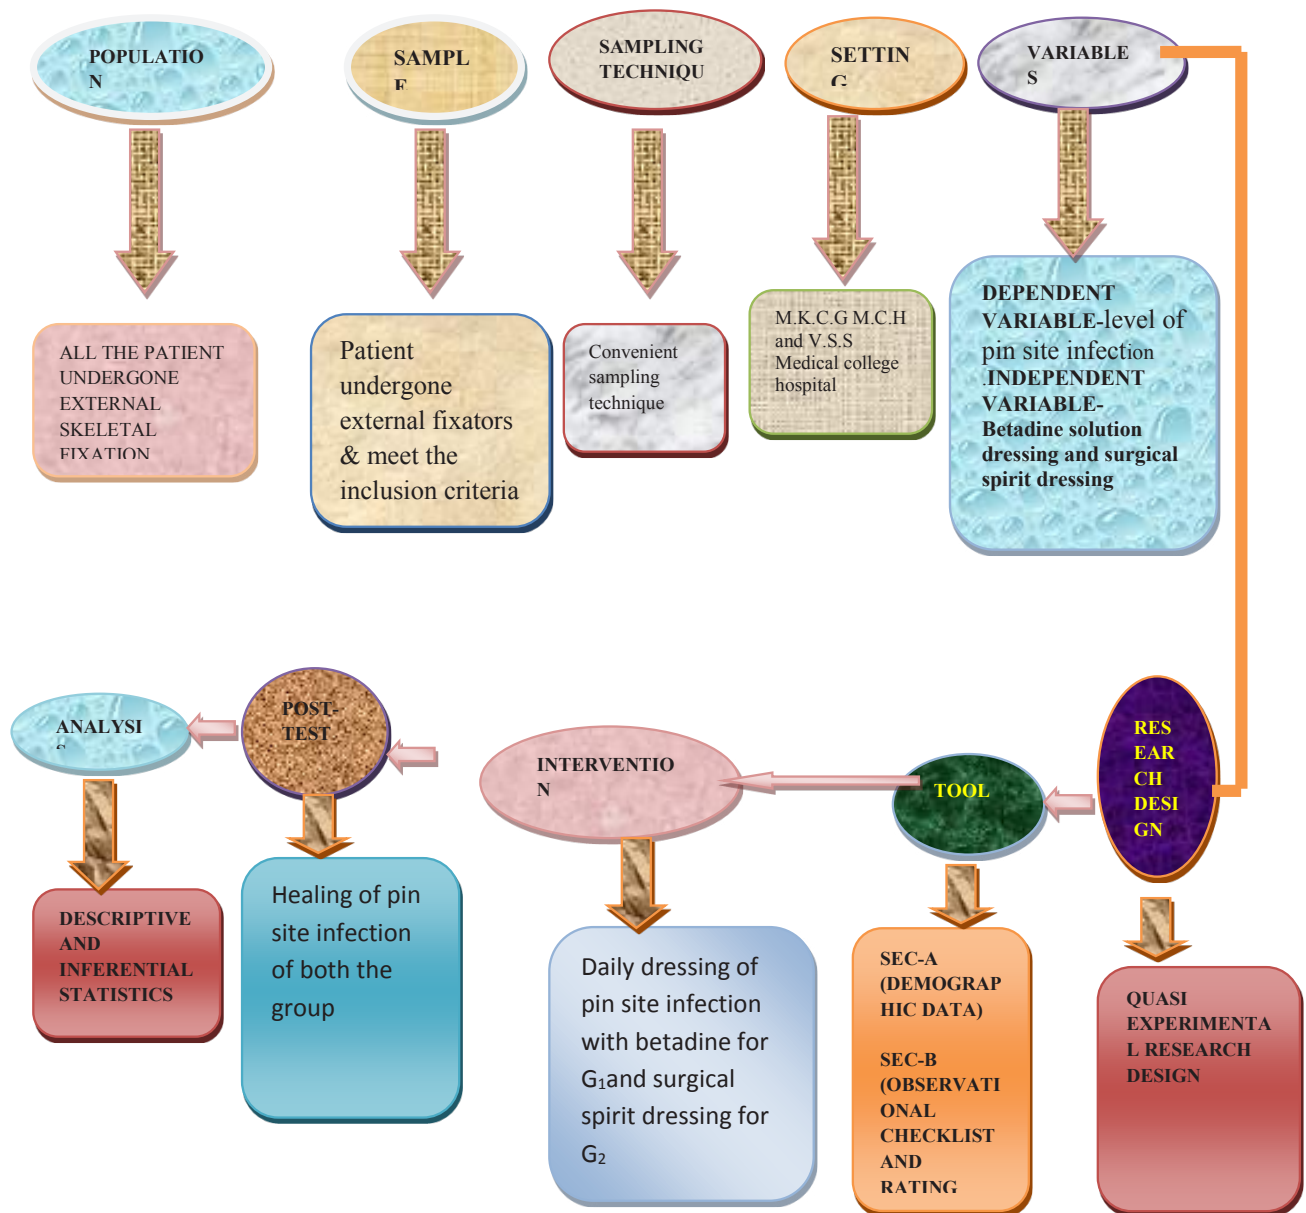 POPULATIO
N
SAMPL
E
SAMPLING
TECHNIQU
SETTIN
G
VARIABLE
S
ALL THE PATIENT
UNDERGONE
EXTERNAL
SKELETAL
FIXATION
Patient
undergone
external fixators
& meet the
inclusion criteria
Convenient
sampling
technique
M.K.C.G M.C.H
and V.S.S
Medical college
hospital
DEPENDENT
VARIABLE-level of
pin site infection
.INDEPENDENT
VARIABLE-
Betadine solution
dressing and surgical
spirit dressing
ANALYSI
S
POST-
TEST
INTERVENTIO
N
TOOL
RES
EAR
CH
DESI
GN
DESCRIPTIVE
AND
INFERENTIAL
STATISTICS
Healing of pin
site infection
of both the
group
Daily dressing of
pin site infection
with betadine for
G₁and surgical
spirit dressing for
G₂
SEC-A
(DEMOGRAP
HIC DATA)
SEC-B
(OBSERVATI
ONAL
CHECKLIST
AND
RATING
QUASI
EXPERIMENTA
L RESEARCH
DESIGN